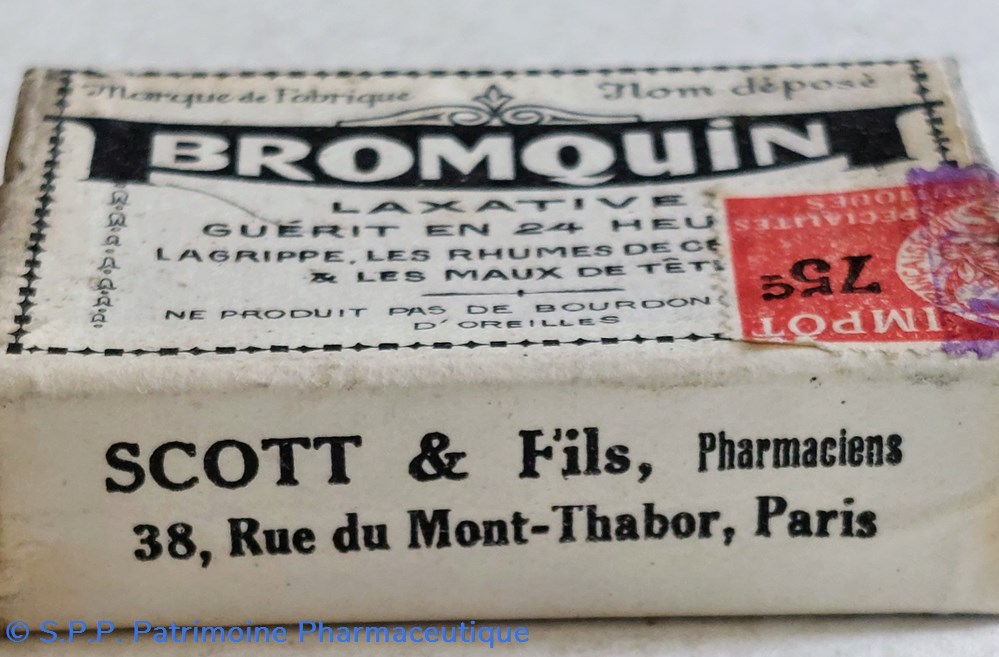 Marque de Fabrique Nom déposé
BROMQUIN
LAXATIVE
GUÉRIT EN 24 HEU
LA GRIPPE, LES RHUMES DE CE
& LES MAUX DE TÊT
NE PRODUIT PAS DE BOURDON
D'OREILLES
SPÉCIALITÉS
75c
IMPÔT
SCOTT & Fils, Pharmaciens
38, Rue du Mont-Thabor, Paris
© S.P.P. Patrimoine Pharmaceutique